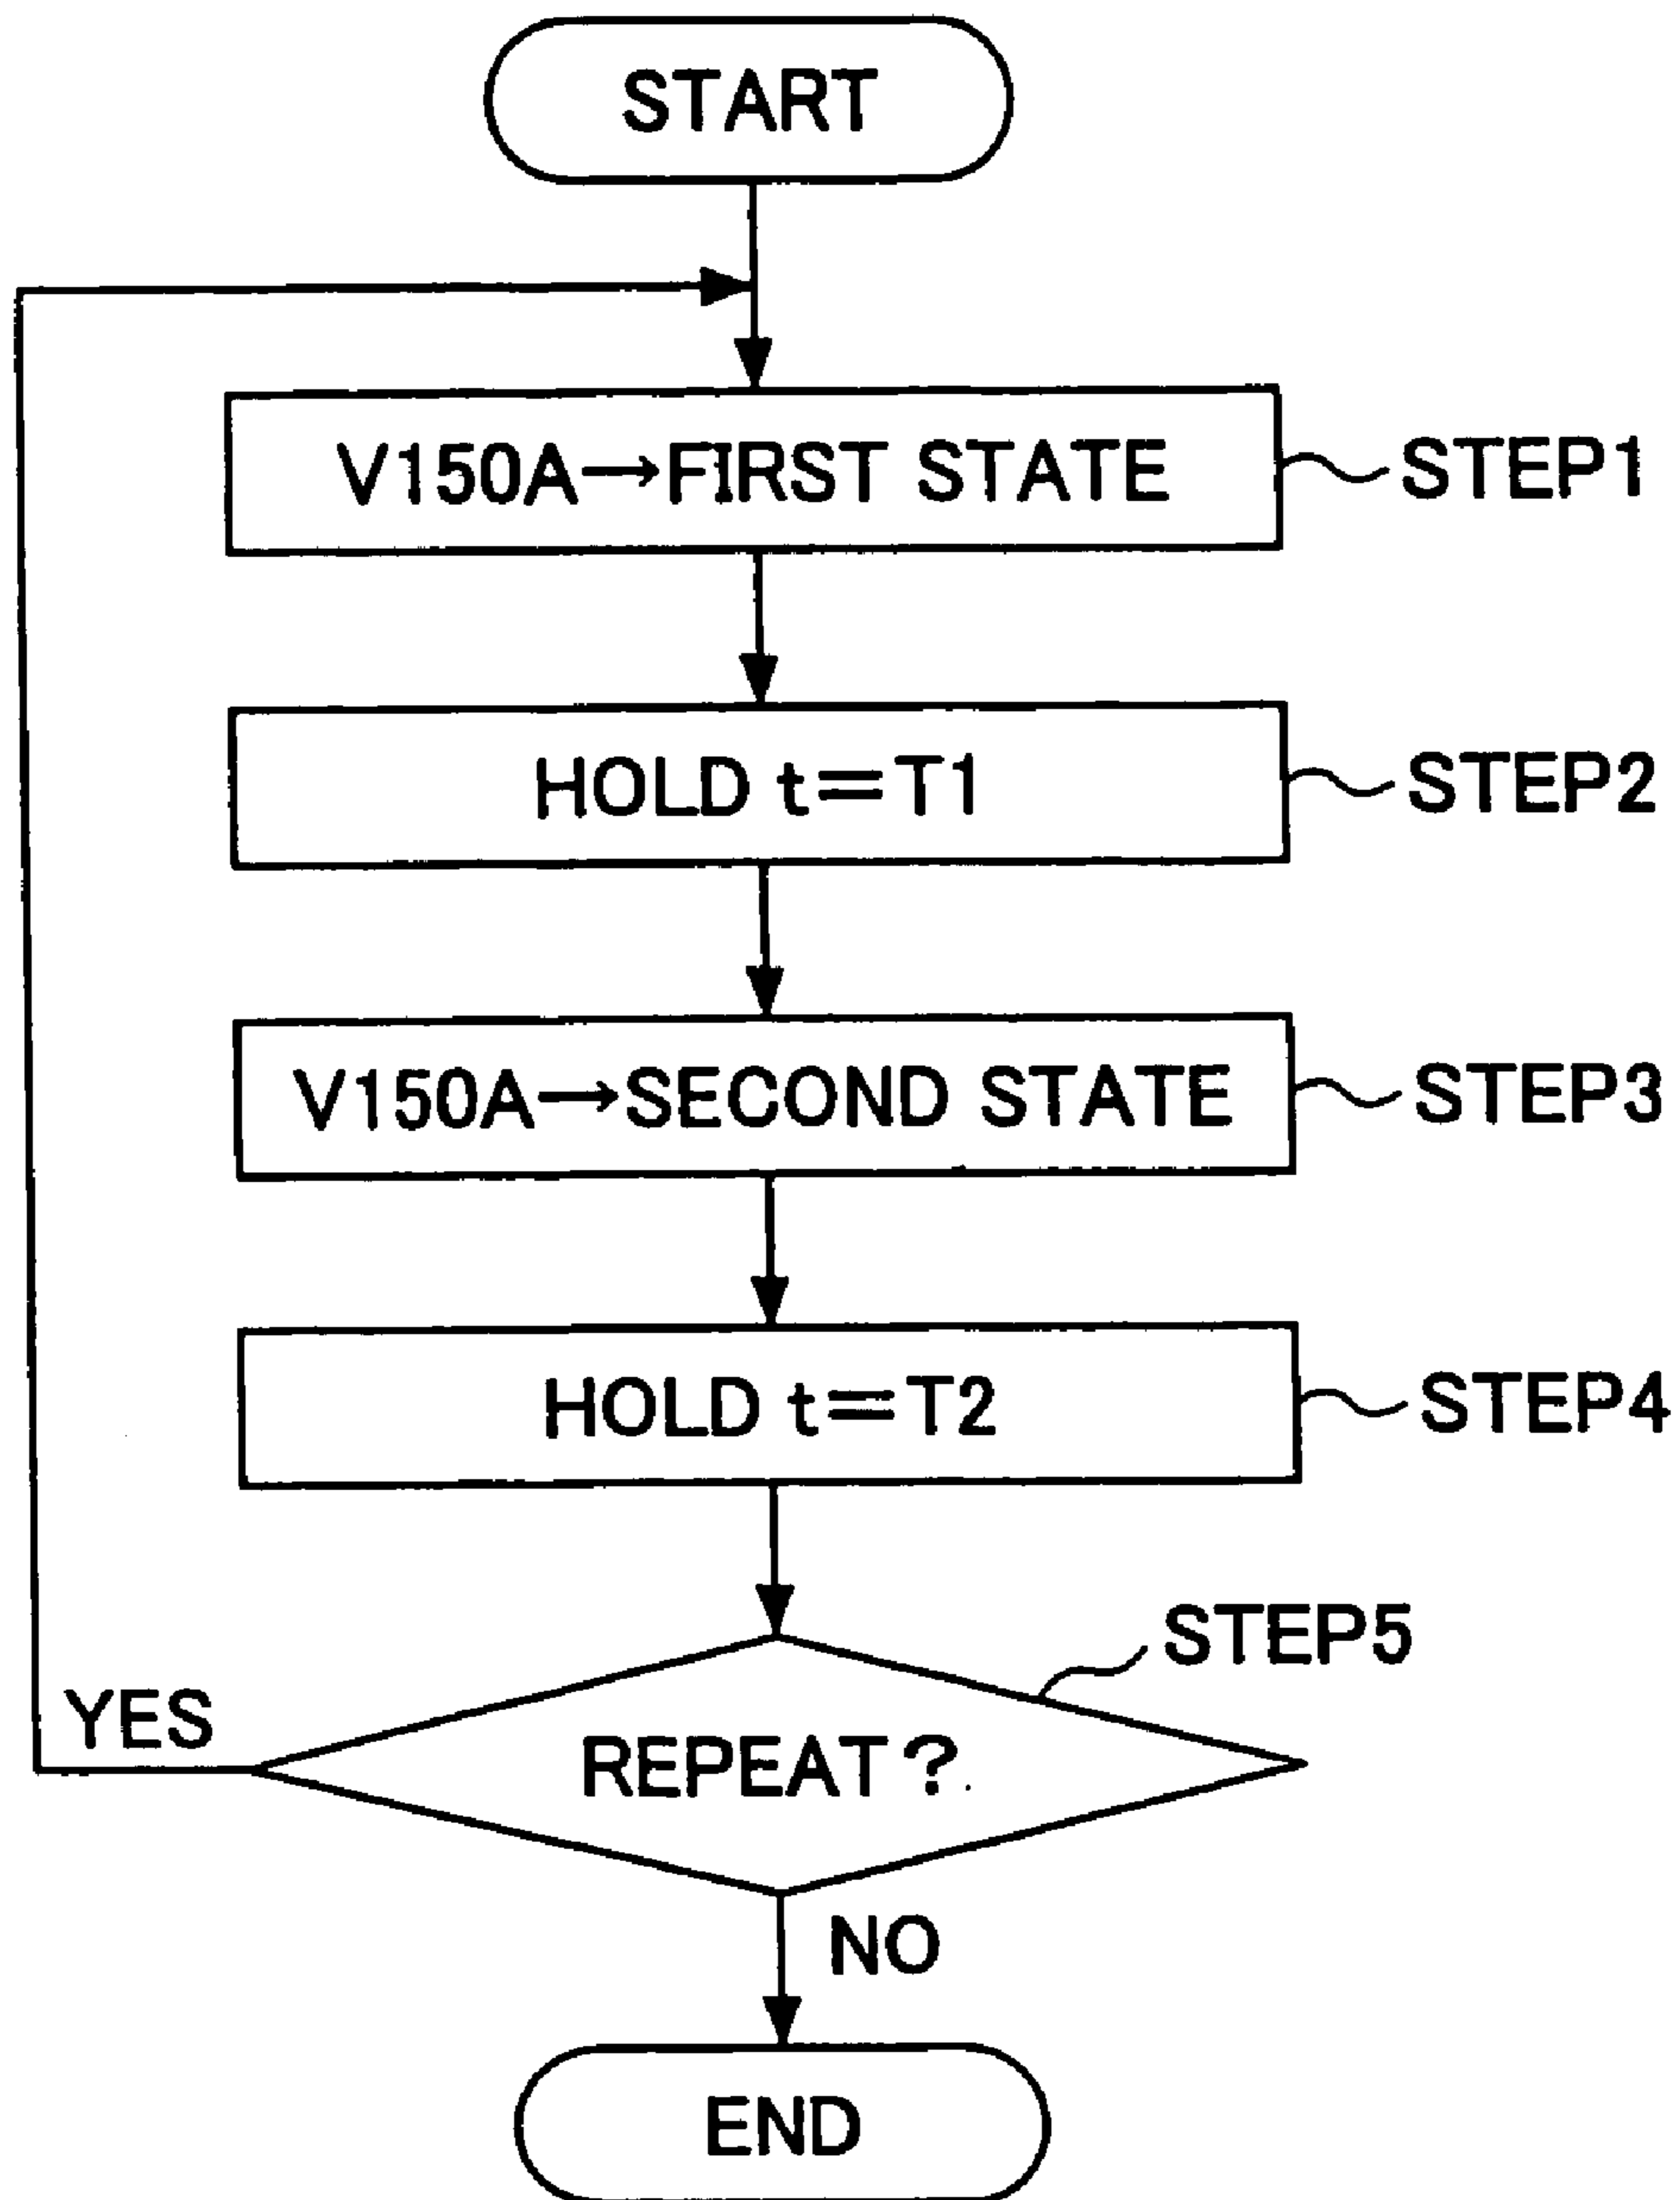 START
V150A→FIRST STATE
STEP1
HOLD t=T1
STEP2
V150A→SECOND STATE
STEP3
HOLD t=T2
STEP4
STEP5
YES
REPEAT?
NO
END